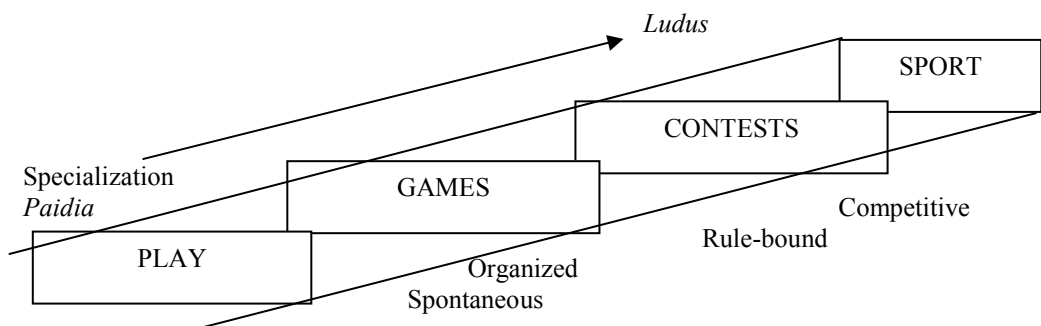 Ludus
SPORT
CONTESTS
Specialization
Paidia
GAMES
Competitive
Rule-bound
PLAY
Organized
Spontaneous